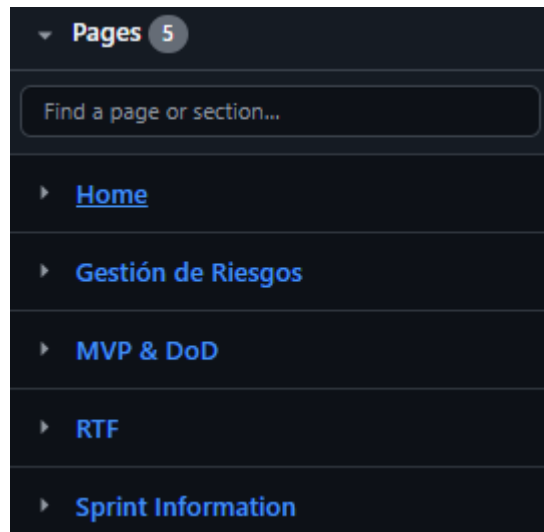 Pages 5
Find a page or section...
Home
Gestión de Riesgos
MVP & DoD
RTF
Sprint Information